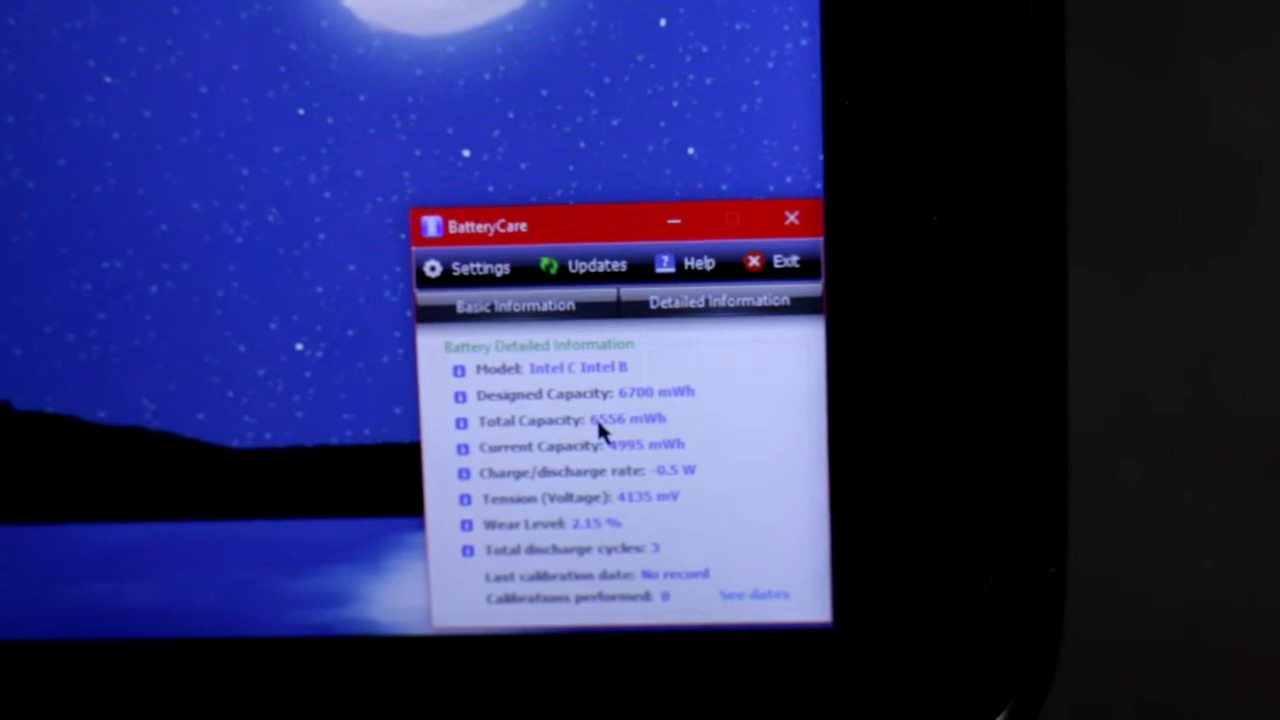 BatteryCare
Settings Updates Help Exit
Basic Information Detailed Information
Battery Detailed Information
Model: Intel C Intel B
Designed Capacity: 6700 mWh
Total Capacity: 6556 mWh
Current Capacity: 4995 mWh
Charge/discharge rate: -0.5 W
Tension (Voltage): 4135 mV
Wear Level: 2.15 %
Total discharge cycles: 3
Last calibration date: No record
Calibrations performed: 0 See dates